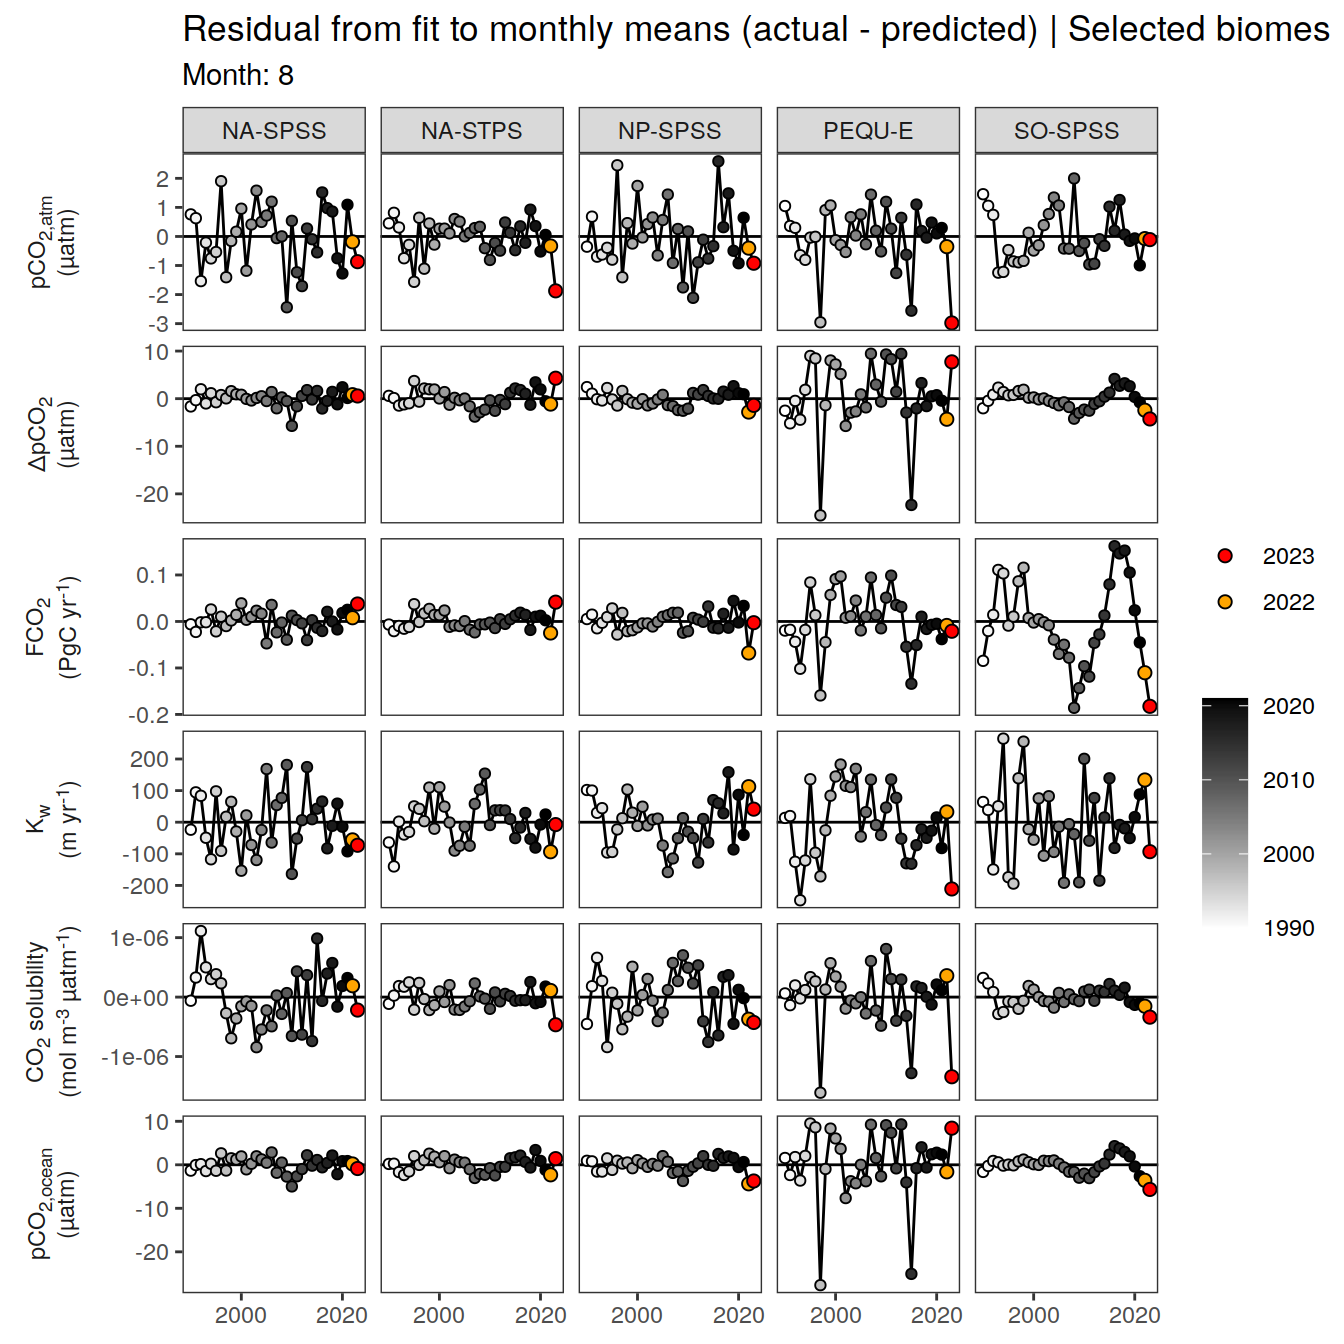 Residual from fit to monthly means (actual - predicted) | Selected biomes
Month: 8
NA-SPSS NA-STPS NP-SPSS PEQU-E SO-SPSS
pCO2,atm
(µatm)
2
1
0
-1
-2
-3
ΔpCO2
(µatm)
10
0
-10
-20
FCO2
(PgC yr-1)
0.1
0.0
-0.1
-0.2
Kw
(m yr-1)
200
100
0
-100
-200
CO2 solubility
(mol m-3 µatm-1)
1e-06
0e+00
-1e-06
pCO2,ocean
(µatm)
10
0
-10
-20
2000 2020 2000 2020 2000 2020 2000 2020 2000 2020
2023
2022
2020
2010
2000
1990